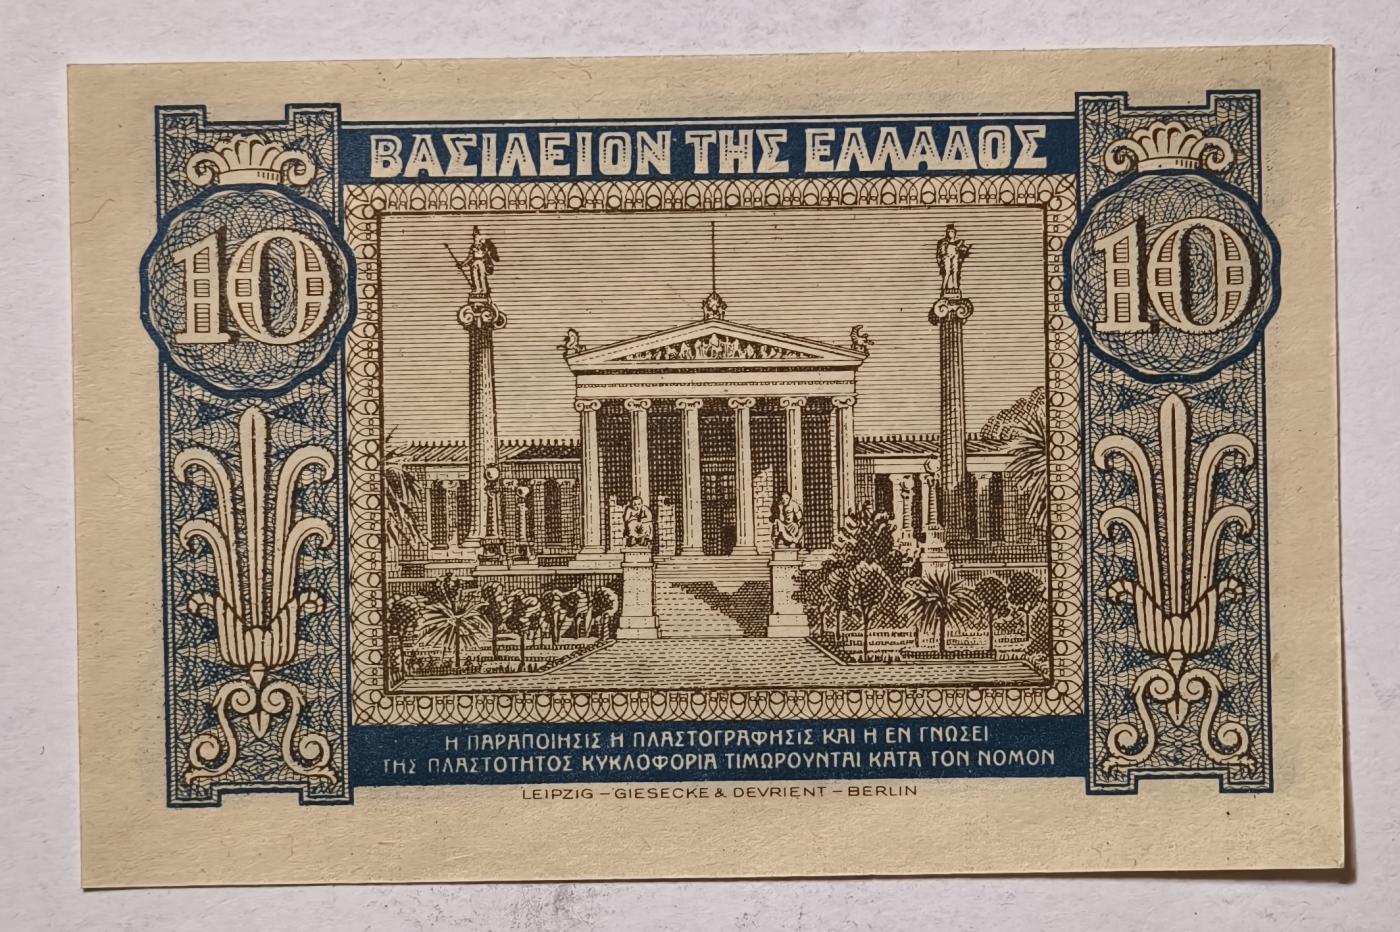 ΒΑΣΙΛΕΙΟΝ ΤΗΣ ΕΛΛΑΔΟΣ
10
10
Η ΠΑΡΑΠΟΙΗΣΙΣ Η ΠΛΑΣΤΟΓΡΑΦΗΣΙΣ ΚΑΙ Η ΕΝ ΓΝΩΣΕΙ
ΤΗΣ ΠΛΑΣΤΟΤΗΤΟΣ ΚΥΚΛΟΦΟΡΙΑ ΤΙΜΩΡΟΥΝΤΑΙ ΚΑΤΑ ΤΟΝ ΝΟΜΟΝ
LEIPZIG – GIESECKE & DEVRIENT – BERLIN